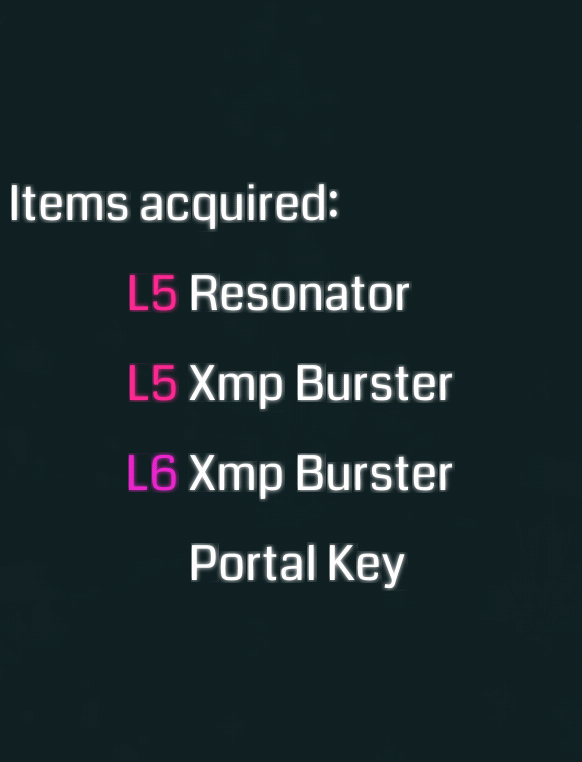 Items acquired:
L5 Resonator
L5 Xmp Burster
L6 Xmp Burster
Portal Key